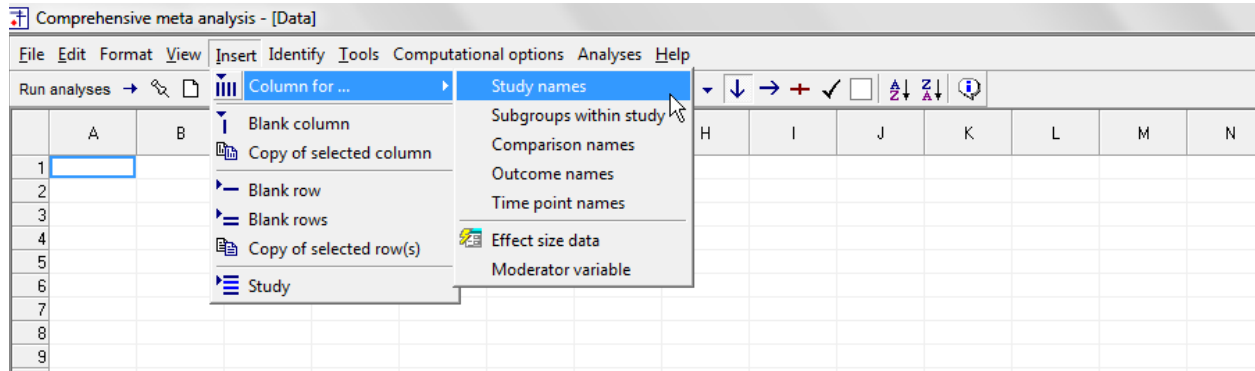 Comprehensive meta analysis - [Data]
File Edit Format View Insert Identify Tools Computational options Analyses Help
Run analyses
Column for ...
Study names
Subgroups within study
Blank column
Comparison names
Copy of selected column
Outcome names
Blank row
Time point names
Blank rows
Effect size data
Copy of selected row(s)
Moderator variable
Study
A B H I J K L M N
1
2
3
4
5
6
7
8
9